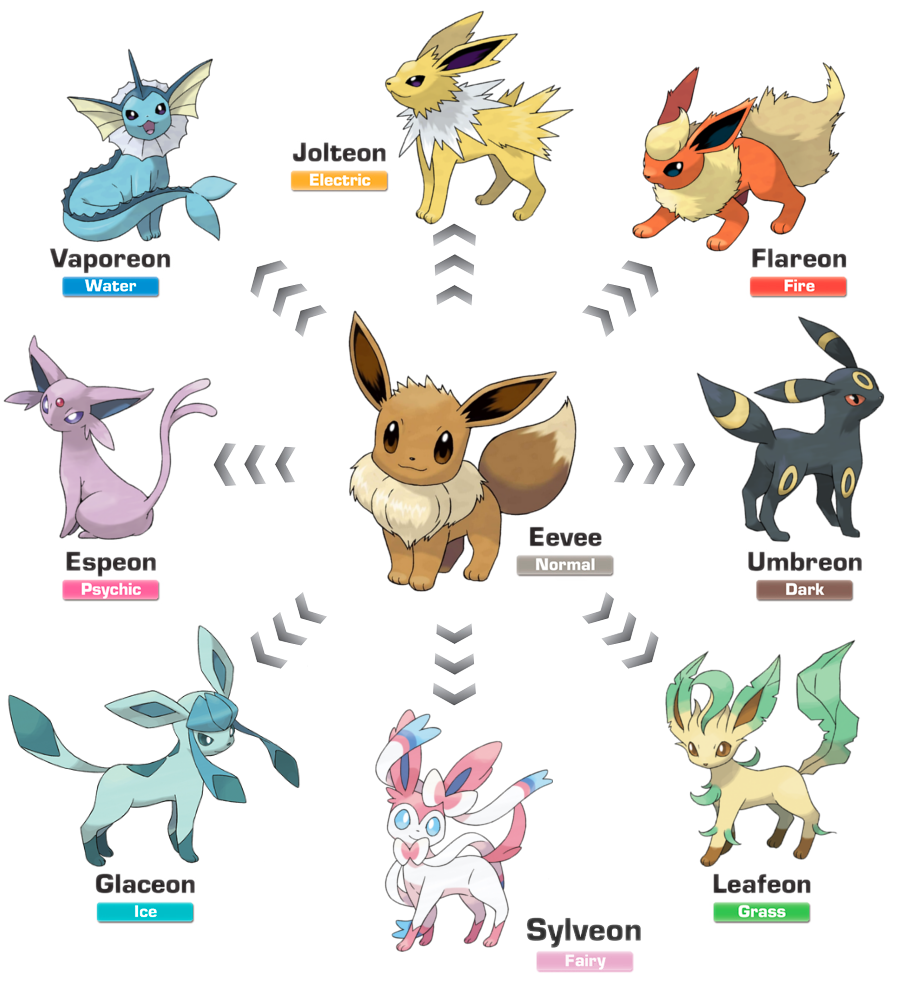 Jolteon
Electric
Vaporeon
Water
Flareon
Fire
Eevee
Normal
Espeon
Psychic
Umbreon
Dark
Glaceon
Ice
Leafeon
Grass
Sylveon
Fairy